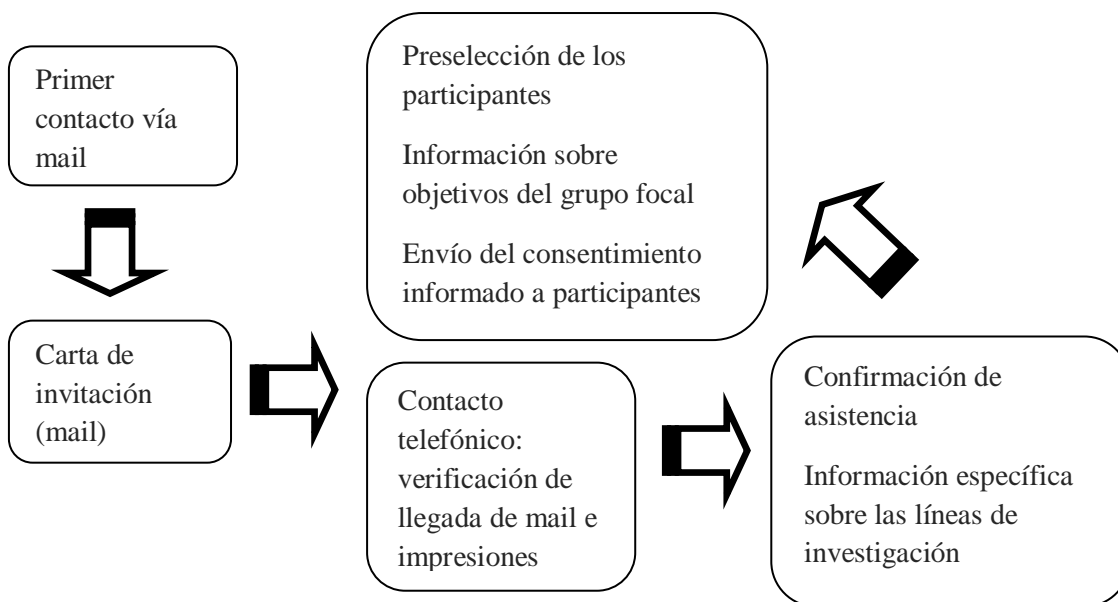 Primer
contacto vía
mail
Carta de
invitación
(mail)
Contacto
telefónico:
verificación de
llegada de mail e
impresiones
Confirmación de
asistencia
Información específica
sobre las líneas de
investigación
Preselección de los
participantes
Información sobre
objetivos del grupo focal
Envío del consentimiento
informado a participantes